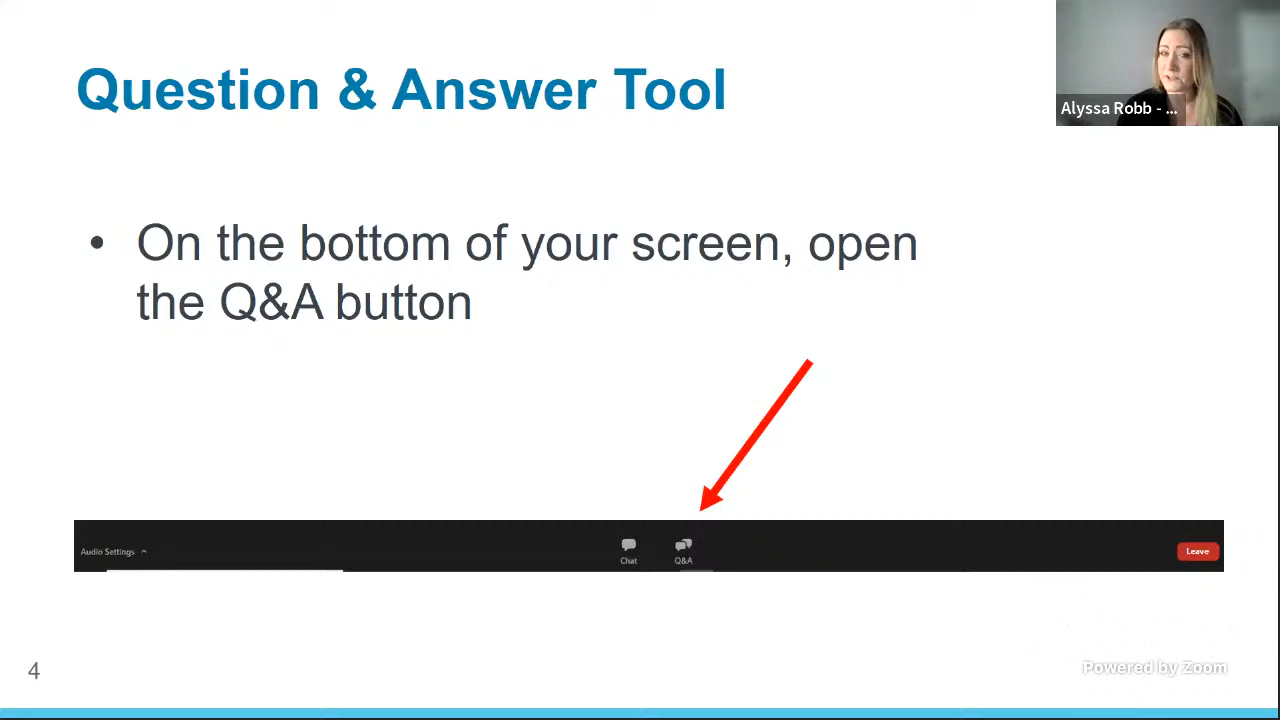 Question & Answer Tool
Alyssa Robb - ...
• On the bottom of your screen, open
the Q&A button
Audio Settings
Chat
Q&A
Leave
4
Powered by Zoom